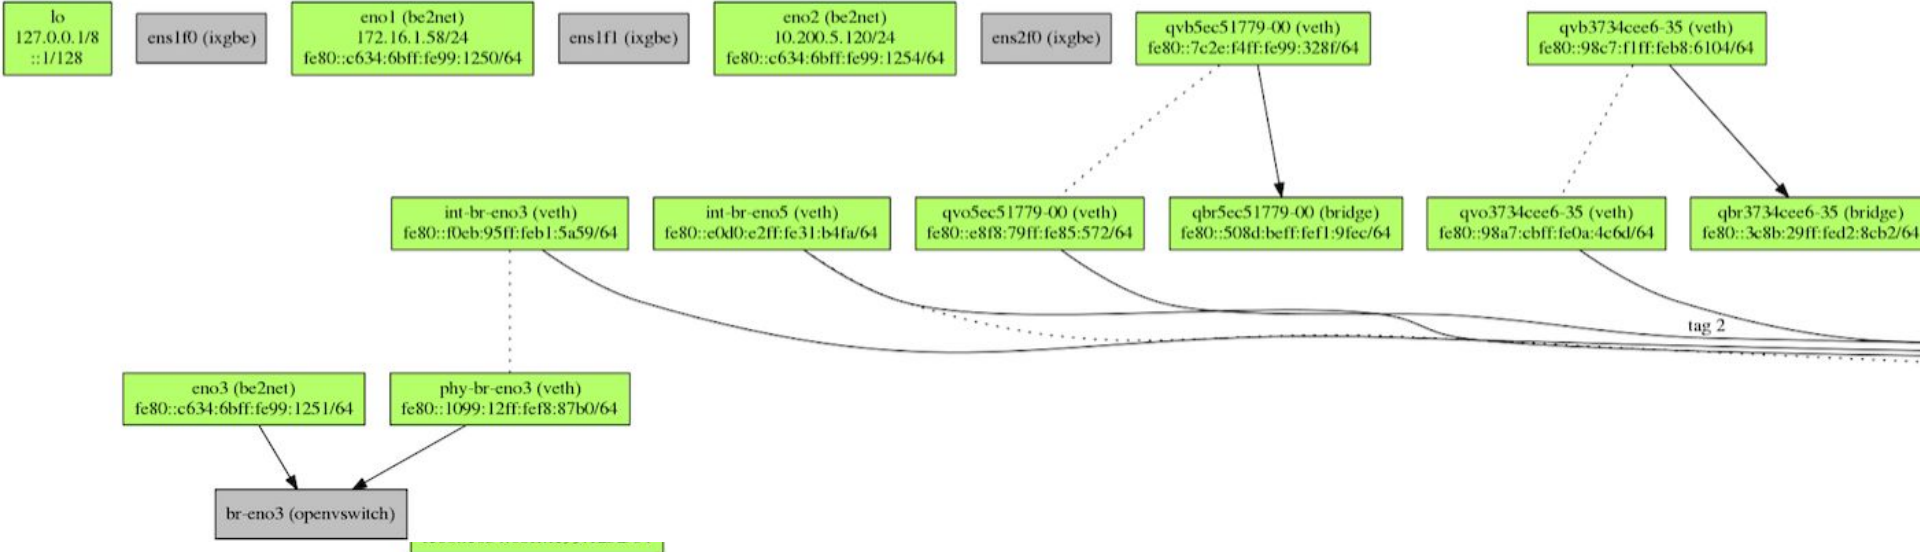 lo
127.0.0.1/8
::1/128
ens1f0 (ixgbe)
eno1 (be2net)
172.16.1.58/24
fe80::c634:6bff:fe99:1250/64
ens1f1 (ixgbe)
eno2 (be2net)
10.200.5.120/24
fe80::c634:6bff:fe99:1254/64
ens2f0 (ixgbe)
qvb5ec51779-00 (veth)
fe80::7c2e:f4ff:fe99:328f/64
qvb3734cee6-35 (veth)
fe80::98c7:f1ff:feb8:6104/64
int-br-eno3 (veth)
fe80::f0eb:95ff:feb1:5a59/64
int-br-eno5 (veth)
fe80::e0d0:e2ff:fe31:b4fa/64
qvo5ec51779-00 (veth)
fe80::e8f8:79ff:fe85:572/64
qbr5ec51779-00 (bridge)
fe80::508d:beff:fef1:9fec/64
qvo3734cee6-35 (veth)
fe80::98a7:cbff:fe0a:4c6d/64
qbr3734cee6-35 (bridge)
fe80::3c8b:29ff:fed2:8cb2/64
tag 2
eno3 (be2net)
fe80::c634:6bff:fe99:1251/64
phy-br-eno3 (veth)
fe80::1099:12ff:fef8:87b0/64
br-eno3 (openvswitch)